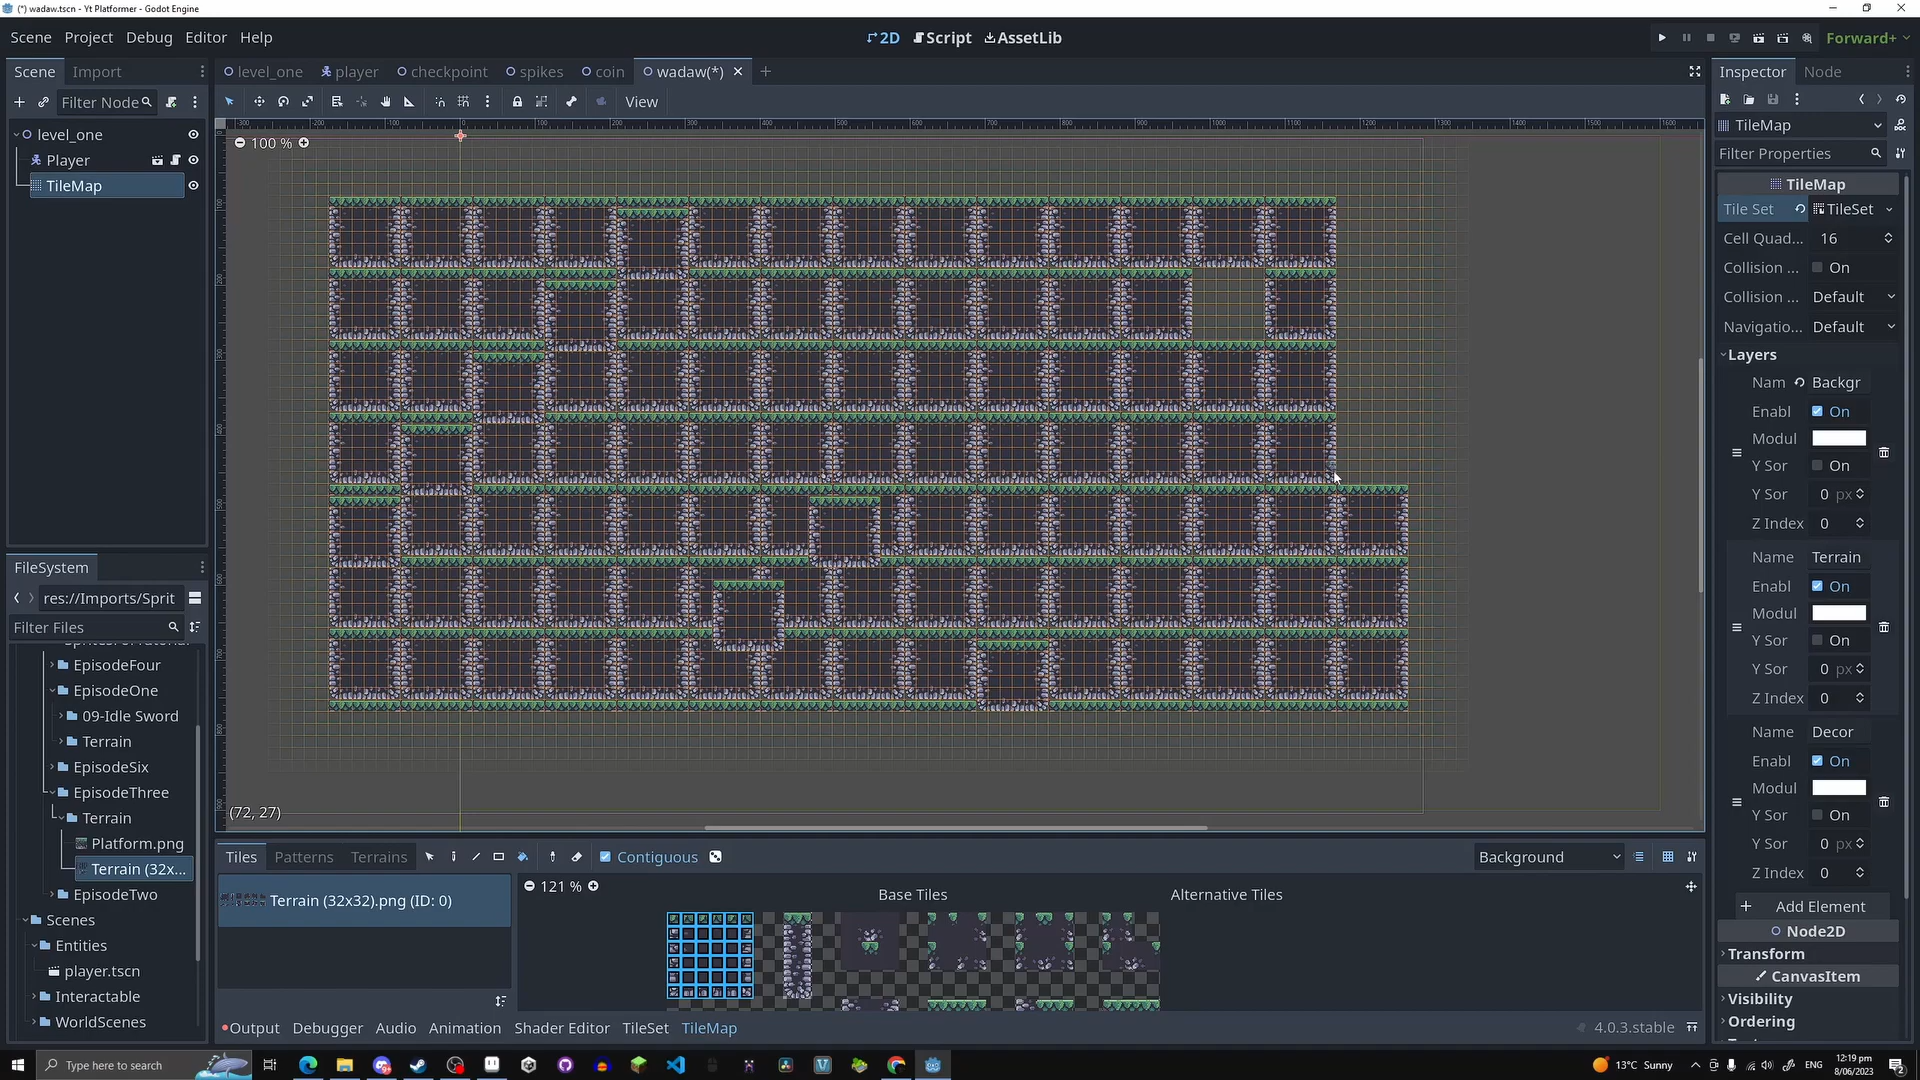 (*) wadaw.tscn - Yt Platformer - Godot Engine
Scene Project Debug Editor Help
2D Script AssetLib
Forward+
Scene Import
level_one player checkpoint spikes coin wadaw(*)
Inspector Node
Filter Node
View
TileMap
Filter Properties
level_one
Player
TileMap
100 %
TileMap
Tile Set TileSet
Cell Quad... 16
Collision ... On
Collision ... Default
Navigatio... Default
Layers
Nam Backgr
Enabl On
Modul
Y Sor On
Y Sor 0 px
Z Index 0
Name Terrain
Enabl On
Modul
Y Sor On
Y Sor 0 px
Z Index 0
Name Decor
Enabl On
Modul
Y Sor On
Y Sor 0 px
Z Index 0
Add Element
Node2D
Transform
CanvasItem
Visibility
Ordering
FileSystem
res://Imports/Sprit
Filter Files
EpisodeFour
EpisodeOne
09-Idle Sword
Terrain
EpisodeSix
EpisodeThree
Terrain
Platform.png
Terrain (32x...
EpisodeTwo
Scenes
Entities
player.tscn
Interactable
WorldScenes
(72, 27)
Tiles Patterns Terrains Contiguous Background
Terrain (32x32).png (ID: 0)
121 % Base Tiles Alternative Tiles
Output Debugger Audio Animation Shader Editor TileSet TileMap 4.0.3.stable
Type here to search
13°C Sunny
ENG
12:19 pm
8/06/2023